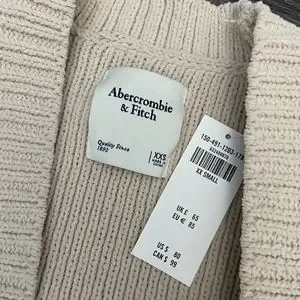 Abercrombie
& Fitch
Quality Since
1892
XXS
XX SMALL
UK £ 65
EU € 85
US $ 80
CAN $ 99